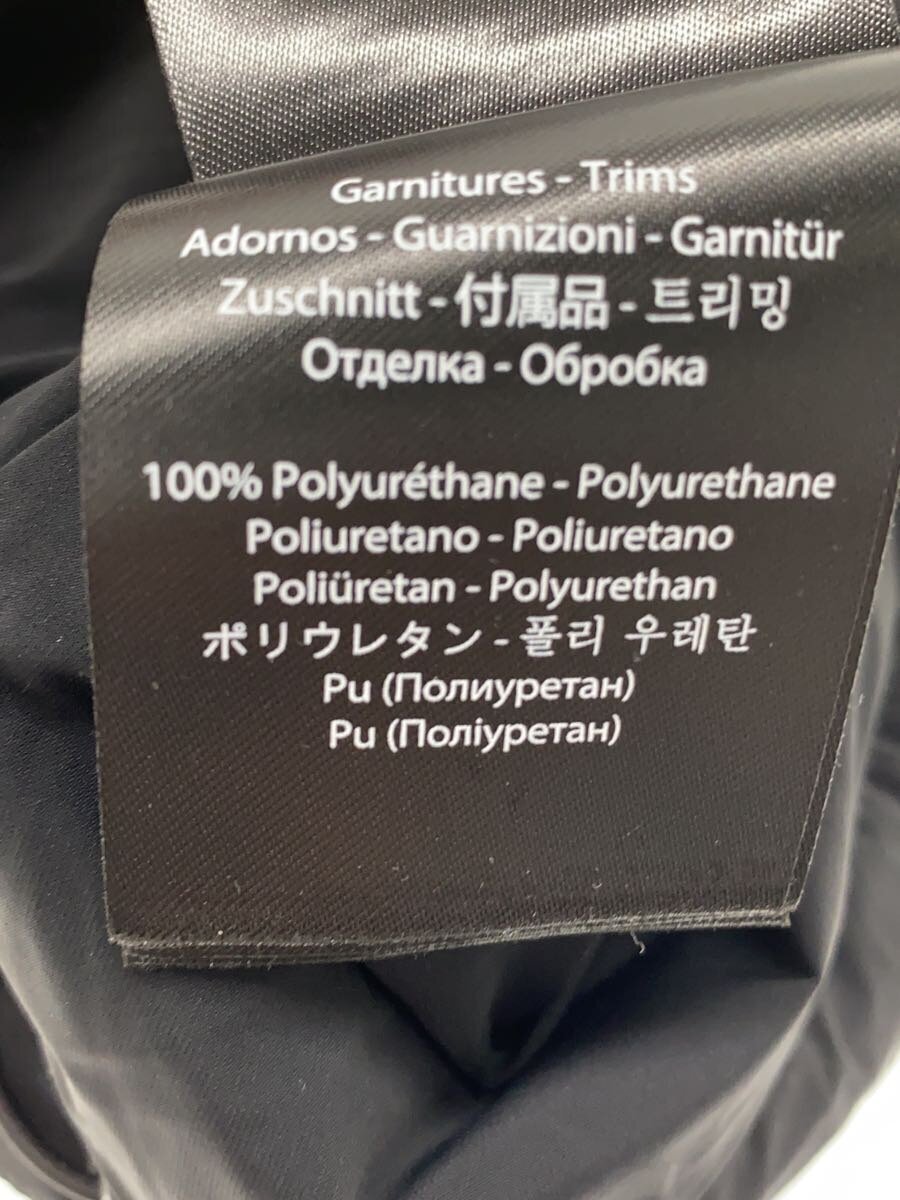 Garnitures - Trims
Adornos - Guarnizioni - Garnitür
Zuschnitt - 付属品 - 트리밍
Отделка - Обробка
100% Polyuréthane - Polyurethane
Poliuretano - Poliuretano
Poliüretan - Polyurethan
ポリウレタン - 폴리 우레탄
Pu (Полиуретан)
Pu (Поліуретан)